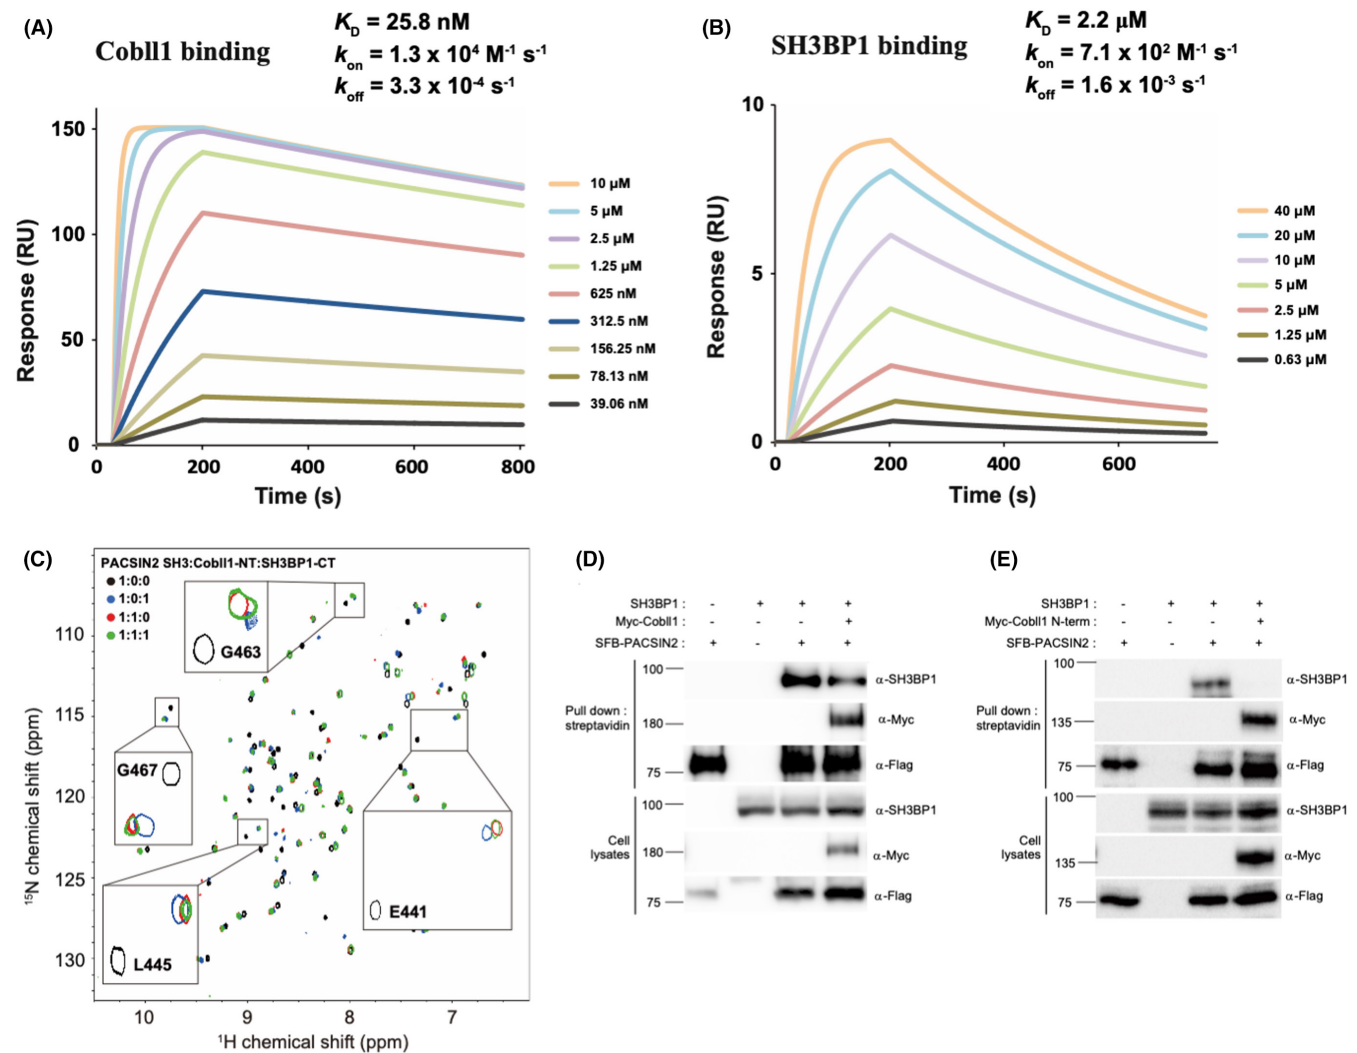 (A)
Cobll1 binding
K_D = 25.8 nM
k_on = 1.3 x 10⁴ M⁻¹ s⁻¹
k_off = 3.3 x 10⁻⁴ s⁻¹
Response (RU)
150
100
50
0
0 200 400 600 800
Time (s)
10 µM
5 µM
2.5 µM
1.25 µM
625 nM
312.5 nM
156.25 nM
78.13 nM
39.06 nM
(B)
SH3BP1 binding
K_D = 2.2 µM
k_on = 7.1 x 10² M⁻¹ s⁻¹
k_off = 1.6 x 10⁻³ s⁻¹
Response (RU)
10
5
0
0 200 400 600
Time (s)
40 µM
20 µM
10 µM
5 µM
2.5 µM
1.25 µM
0.63 µM
(C)
PACSIN2 SH3:Cobll1-NT:SH3BP1-CT
1:0:0
1:0:1
1:1:0
1:1:1
G463
G467
E441
L445
¹⁵N chemical shift (ppm)
110
115
120
125
130
10 9 8 7
¹H chemical shift (ppm)
(D)
SH3BP1 : - + + +
Myc-Cobll1 : - - - +
SFB-PACSIN2 : + - + +
Pull down : streptavidin
100 α-SH3BP1
180 α-Myc
75 α-Flag
Cell lysates
100 α-SH3BP1
180 α-Myc
75 α-Flag
(E)
SH3BP1 : - + + +
Myc-Cobll1 N-term : - - - +
SFB-PACSIN2 : + - + +
Pull down : streptavidin
100 α-SH3BP1
135 α-Myc
75 α-Flag
Cell lysates
100 α-SH3BP1
135 α-Myc
75 α-Flag